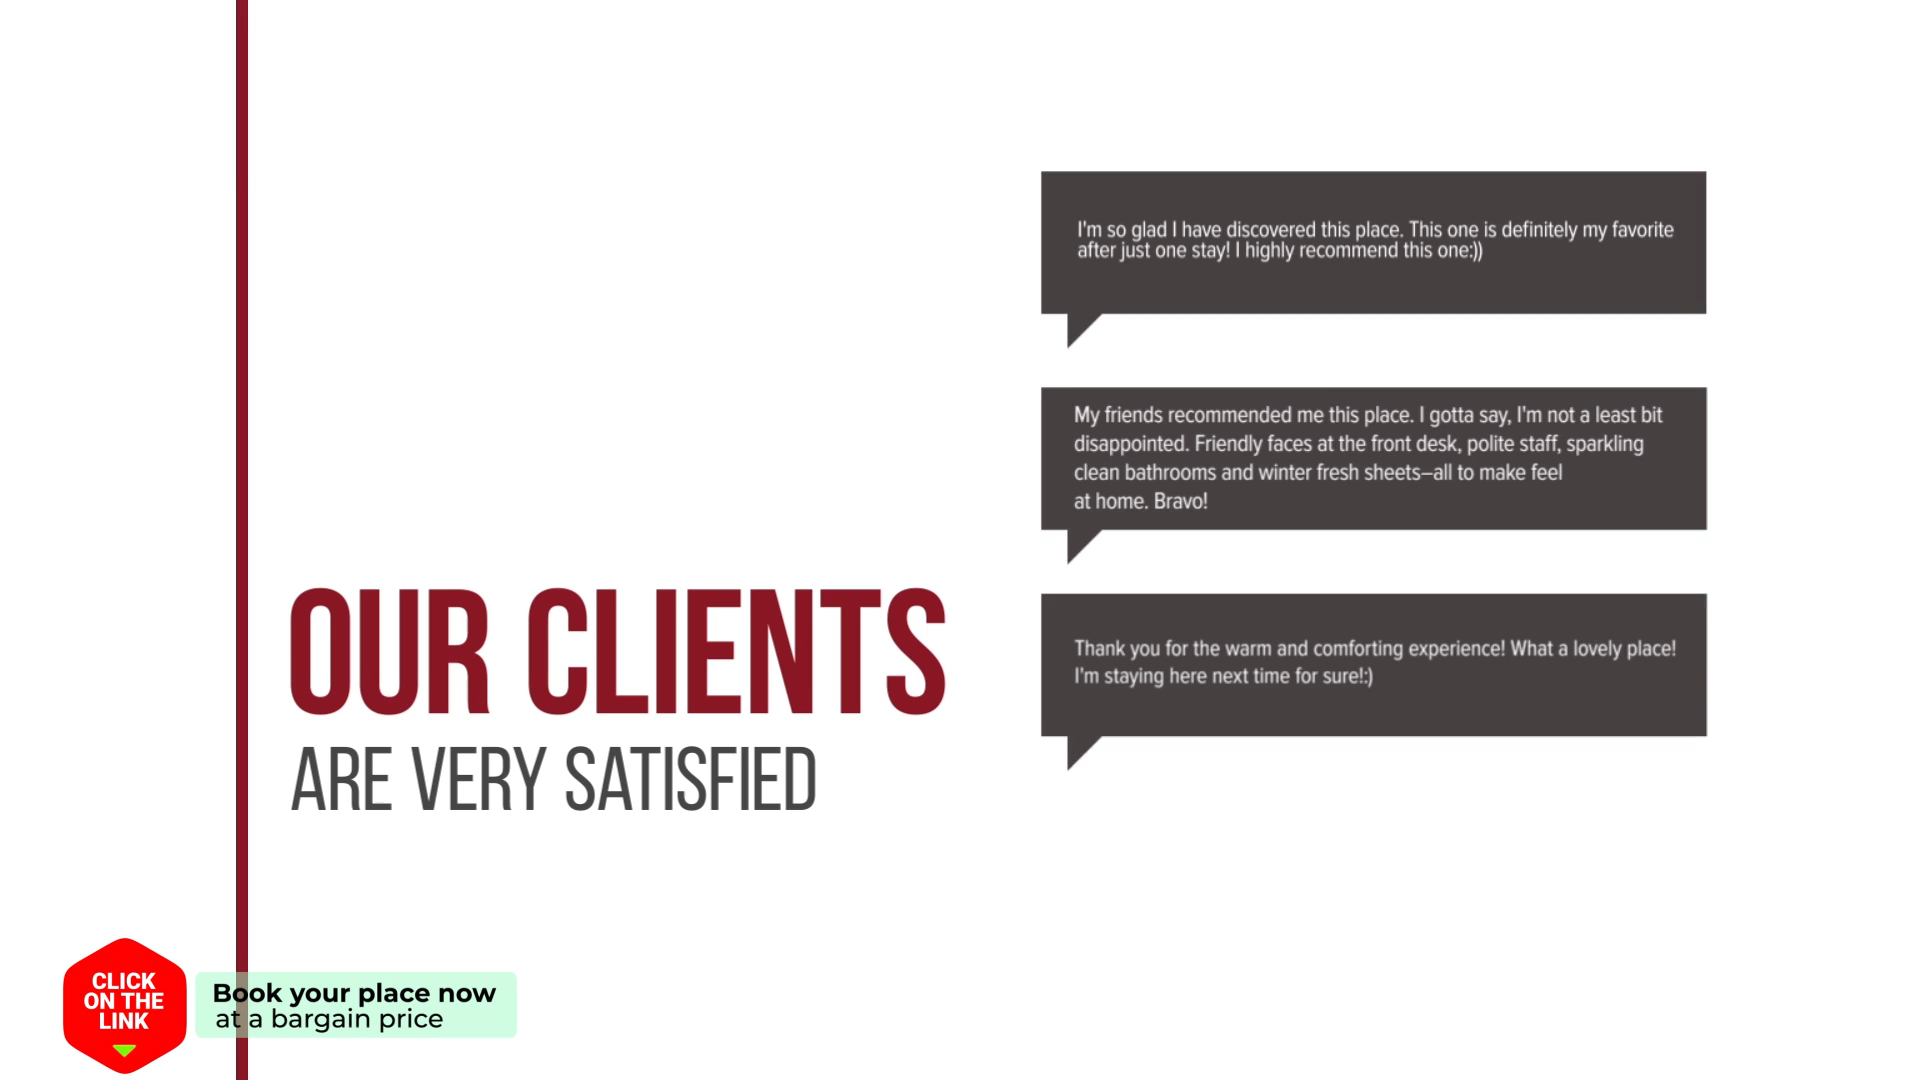 I'm so glad I have discovered this place. This one is definitely my favorite
after just one stay! I highly recommend this one:))
My friends recommended me this place. I gotta say, I'm not a least bit
disappointed. Friendly faces at the front desk, polite staff, sparkling
clean bathrooms and winter fresh sheets–all to make feel
at home. Bravo!
Thank you for the warm and comforting experience! What a lovely place!
I'm staying here next time for sure!:)
OUR CLIENTS
ARE VERY SATISFIED
CLICK
ON THE
LINK
Book your place now
at a bargain price